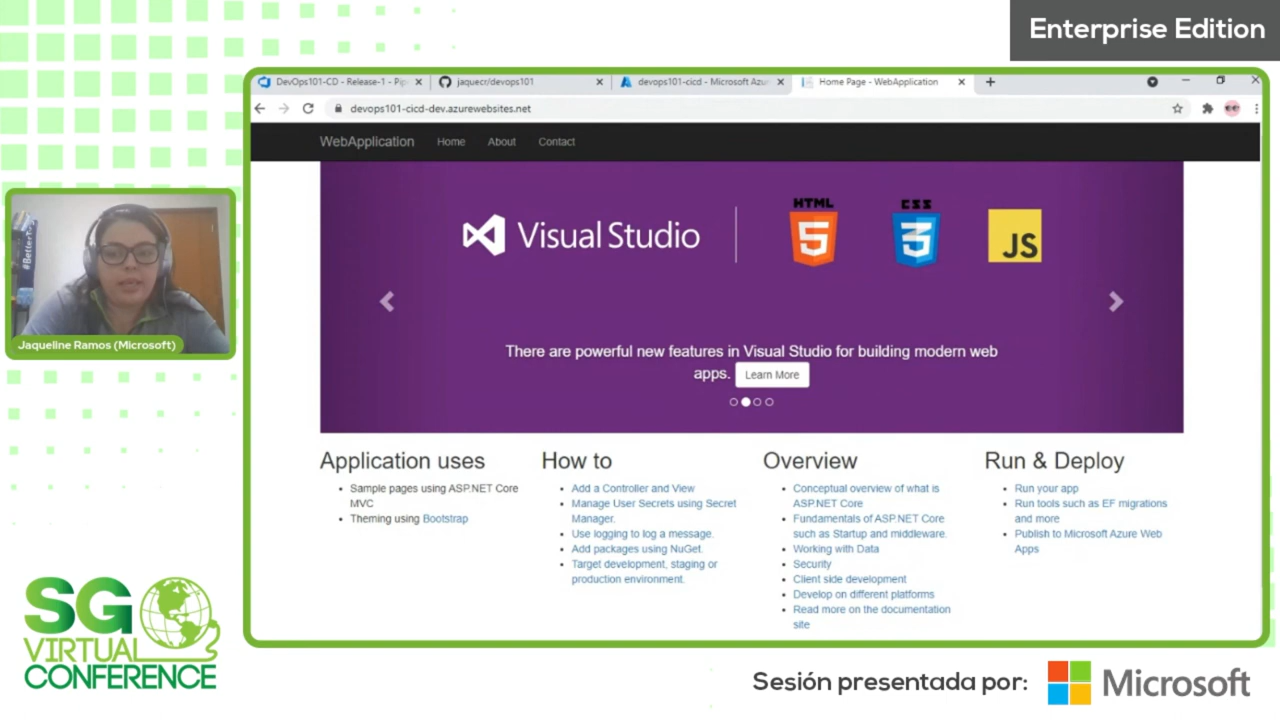 Enterprise Edition
DevOps101-CD - Release-1 - Pip
jaquecr/devops101
devops101-cicd - Microsoft Azu
Home Page - WebApplication
devops101-cicd-dev.azurewebsites.net
WebApplication
Home
About
Contact
Visual Studio
HTML
5
CSS
3
JS
There are powerful new features in Visual Studio for building modern web
apps. Learn More
Jaqueline Ramos (Microsoft)
Application uses
Sample pages using ASP.NET Core
MVC
Theming using Bootstrap
How to
Add a Controller and View
Manage User Secrets using Secret
Manager.
Use logging to log a message.
Add packages using NuGet.
Target development, staging or
production environment.
Overview
Conceptual overview of what is
ASP.NET Core
Fundamentals of ASP.NET Core
such as Startup and middleware.
Working with Data
Security
Client side development
Develop on different platforms
Read more on the documentation
site
Run & Deploy
Run your app
Run tools such as EF migrations
and more
Publish to Microsoft Azure Web
Apps
SG
VIRTUAL
CONFERENCE
Sesión presentada por:
Microsoft